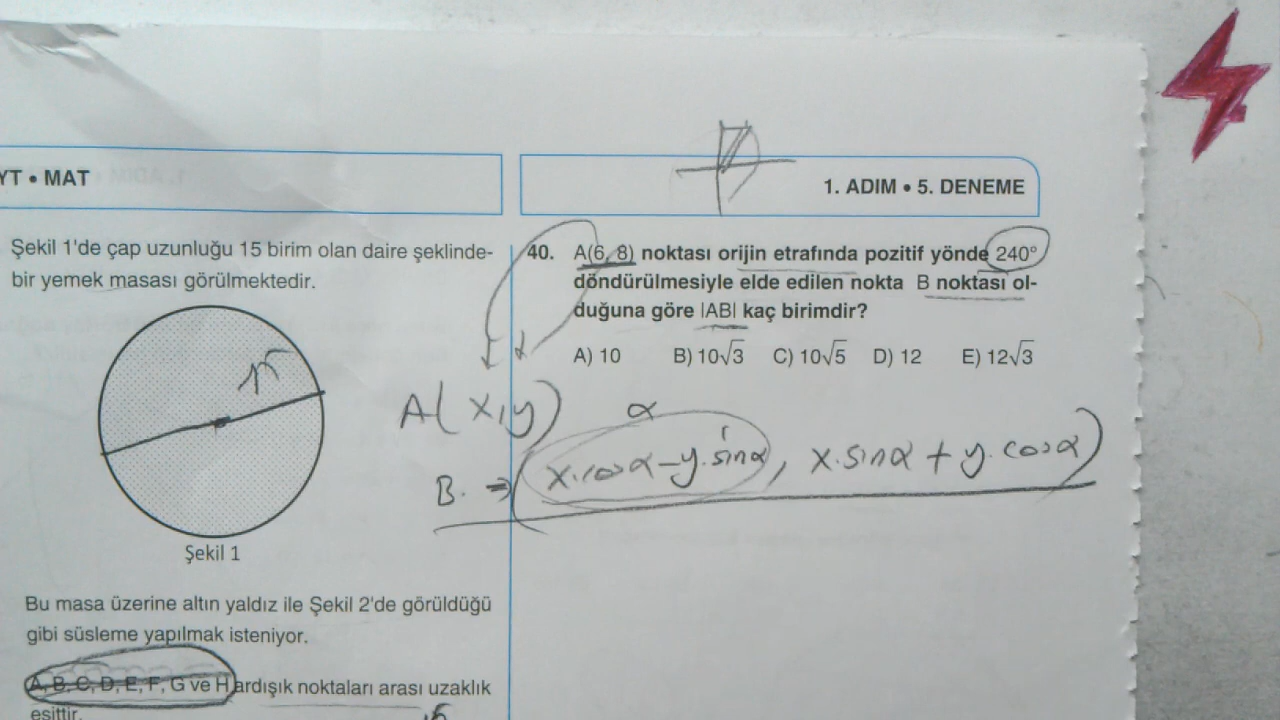 YT • MAT
Şekil 1'de çap uzunluğu 15 birim olan daire şeklinde-
bir yemek masası görülmektedir.
15
Şekil 1
Bu masa üzerine altın yaldız ile Şekil 2'de görüldüğü
gibi süsleme yapılmak isteniyor.
A, B, C, D, E, F, G ve H ardışık noktaları arası uzaklık
eşittir.
1. ADIM • 5. DENEME
40. A(6, 8) noktası orijin etrafında pozitif yönde 240°
döndürülmesiyle elde edilen nokta B noktası ol-
duğuna göre |AB| kaç birimdir?
A) 10 B) 10√3 C) 10√5 D) 12 E) 12√3
A(x,y) α
B ⇒ (x.cosα-y.sinα, x.sinα+y.cosα)